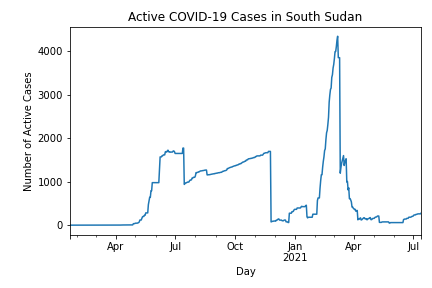 Active COVID-19 Cases in South Sudan
Number of Active Cases
4000
3000
2000
1000
0
Apr Jul Oct Jan Apr Jul
2021
Day